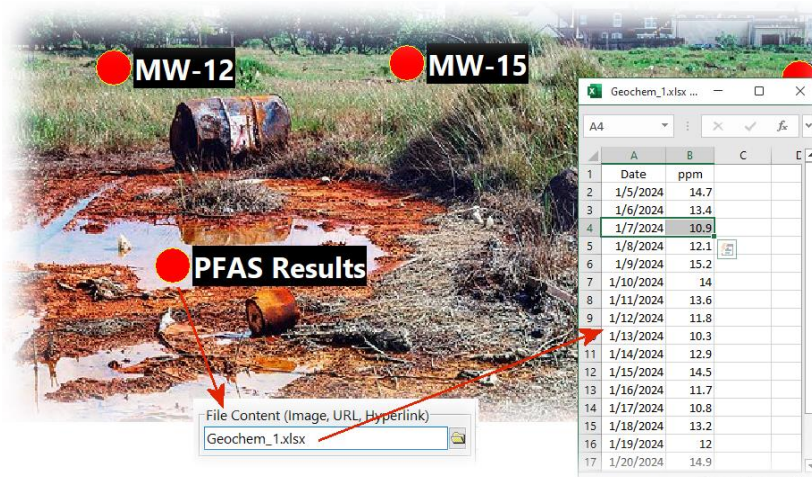 MW-12
MW-15
PFAS Results
File Content (Image, URL, Hyperlink)
Geochem_1.xlsx
Geochem_1.xlsx ...
A4 fx
A B C
1 Date ppm
2 1/5/2024 14.7
3 1/6/2024 13.4
4 1/7/2024 10.9
5 1/8/2024 12.1
6 1/9/2024 15.2
7 1/10/2024 14
8 1/11/2024 13.6
9 1/12/2024 11.8
1/13/2024 10.3
11 1/14/2024 12.9
12 1/15/2024 14.5
13 1/16/2024 11.7
14 1/17/2024 10.8
15 1/18/2024 13.2
16 1/19/2024 12
17 1/20/2024 14.9